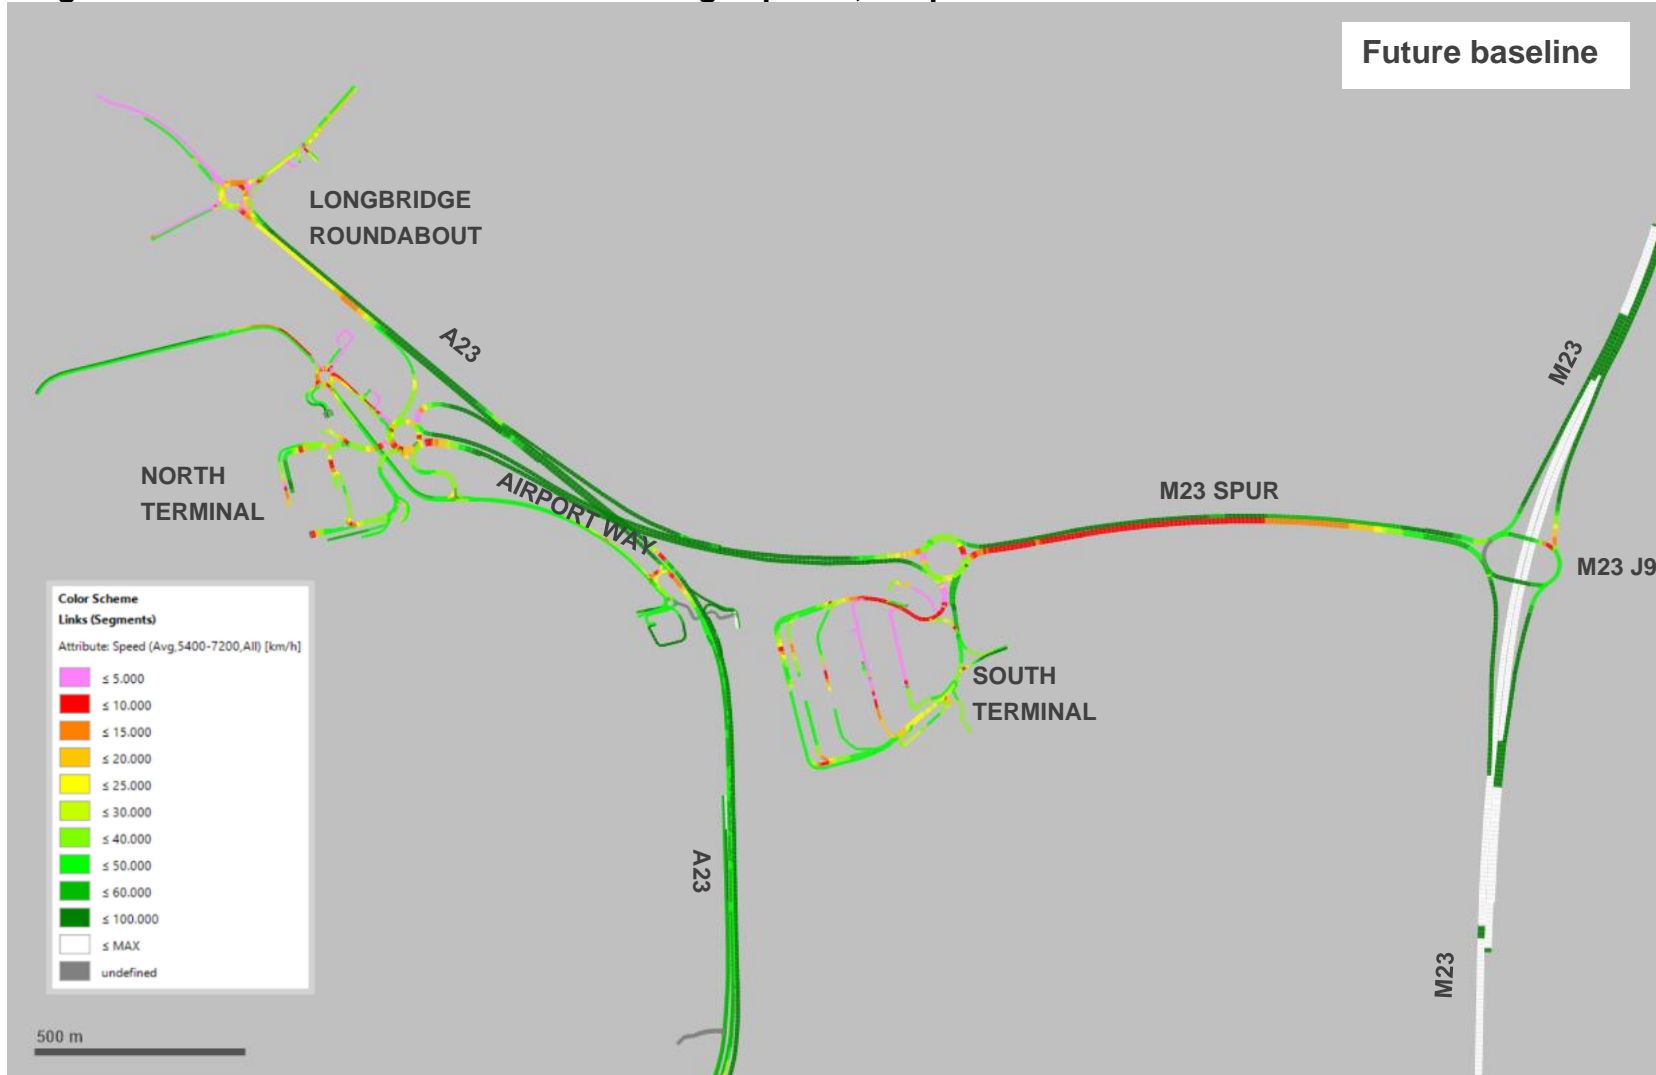 Future baseline
LONGBRIDGE
ROUNDABOUT
A23
M23
NORTH
TERMINAL
AIRPORT WAY
M23 SPUR
M23 J9
SOUTH
TERMINAL
Color Scheme
Links (Segments)
Attribute: Speed (Avg,5400-7200,All) [km/h]
≤ 5.000
≤ 10.000
≤ 15.000
≤ 20.000
≤ 25.000
≤ 30.000
≤ 40.000
≤ 50.000
≤ 60.000
≤ 100.000
≤ MAX
undefined
A23
M23
500 m